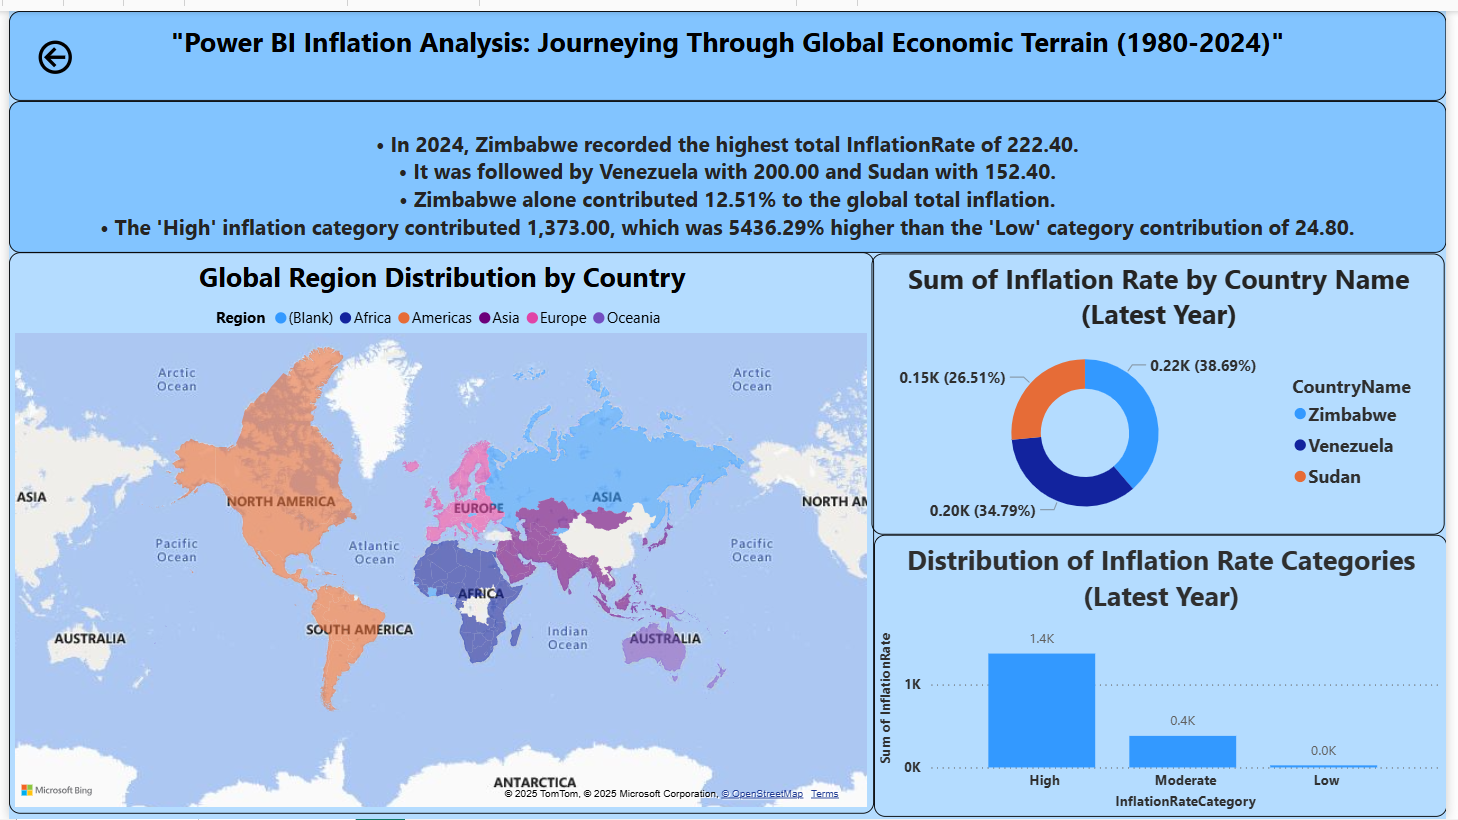 "Power BI Inflation Analysis: Journeying Through Global Economic Terrain (1980-2024)"
• In 2024, Zimbabwe recorded the highest total InflationRate of 222.40.
• It was followed by Venezuela with 200.00 and Sudan with 152.40.
• Zimbabwe alone contributed 12.51% to the global total inflation.
• The 'High' inflation category contributed 1,373.00, which was 5436.29% higher than the 'Low' category contribution of 24.80.
Global Region Distribution by Country
Region (Blank) Africa Americas Asia Europe Oceania
Arctic
Ocean
Arctic
Ocean
ASIA
NORTH AMERICA
EUROPE
ASIA
NORTH AM
Pacific
Ocean
Atlantic
Ocean
Pacific
Ocean
AFRICA
AUSTRALIA
SOUTH AMERICA
Indian
Ocean
AUSTRALIA
ANTARCTICA
Microsoft Bing
© 2025 TomTom, © 2025 Microsoft Corporation, © OpenStreetMap Terms
Sum of Inflation Rate by Country Name
(Latest Year)
0.22K (38.69%)
0.15K (26.51%)
0.20K (34.79%)
CountryName
Zimbabwe
Venezuela
Sudan
Distribution of Inflation Rate Categories
(Latest Year)
Sum of InflationRate
1K
0K
1.4K
0.4K
0.0K
High Moderate Low
InflationRateCategory